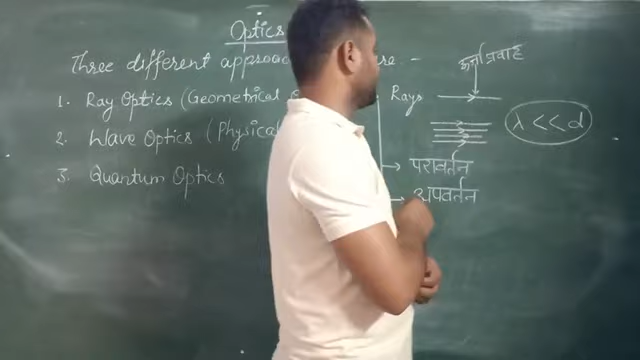 Optics
Three different approa
1. Ray Optics (Geometrical
2. Wave Optics (Physical
3. Quantum Optics
Rays
ऊर्जा प्रवाह
λ << d
परावर्तन
अपवर्तन